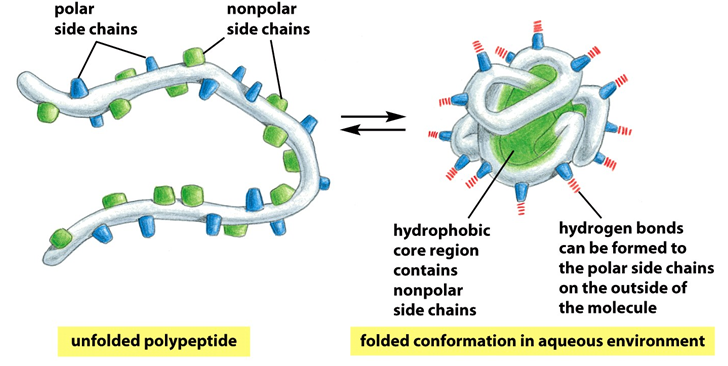 polar
side chains
nonpolar
side chains
hydrophobic
core region
contains
nonpolar
side chains
hydrogen bonds
can be formed to
the polar side chains
on the outside of
the molecule
unfolded polypeptide
folded conformation in aqueous environment